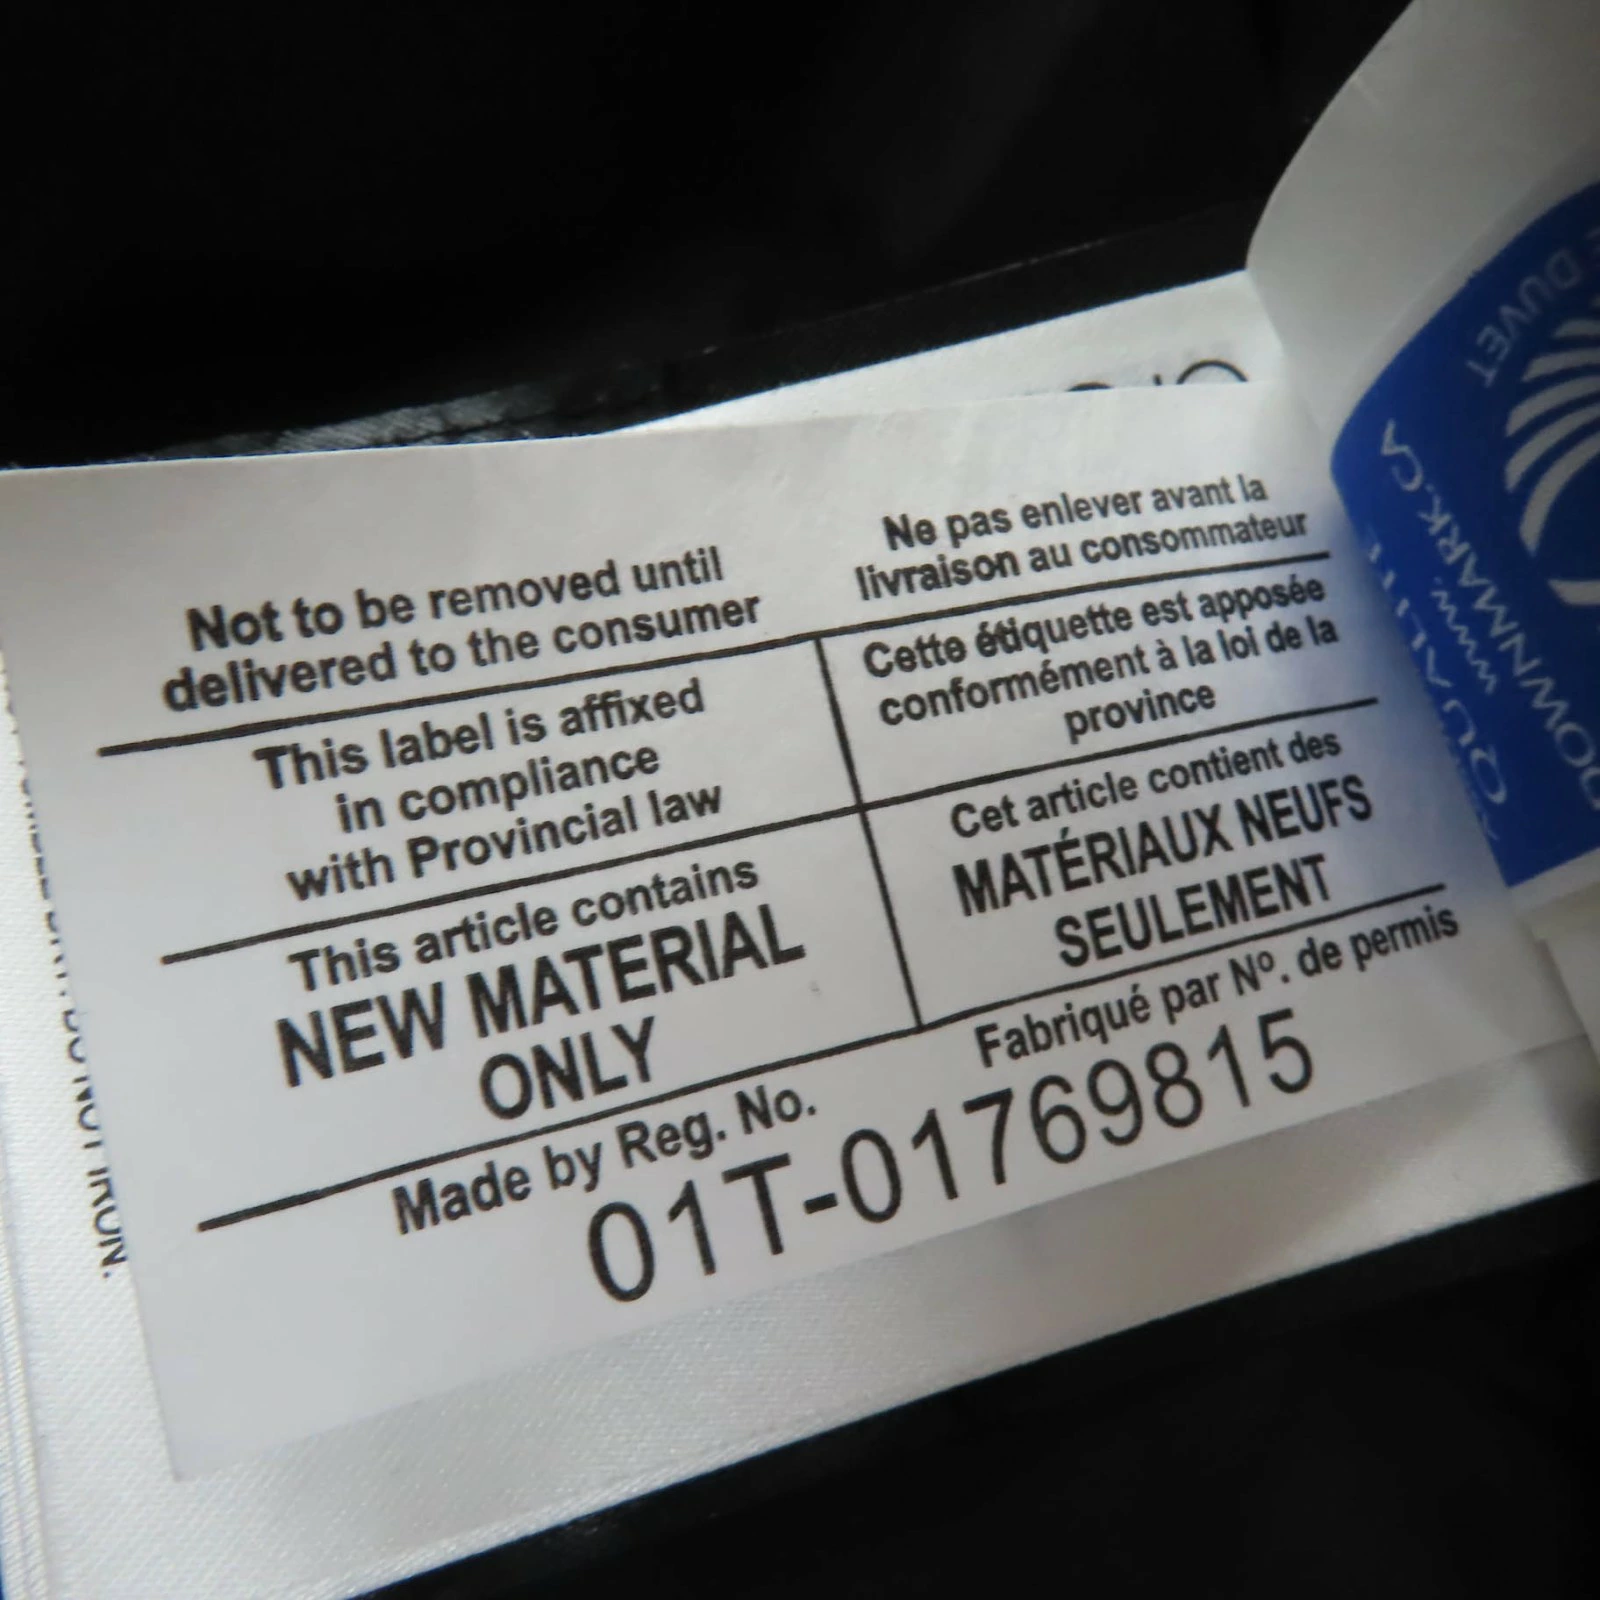 Not to be removed until
delivered to the consumer
Ne pas enlever avant la
livraison au consommateur
This label is affixed
in compliance
with Provincial law
Cette étiquette est apposée
conformément à la loi de la
province
This article contains
NEW MATERIAL
ONLY
Cet article contient des
MATÉRIAUX NEUFS
SEULEMENT
Made by Reg. No.
Fabriqué par Nº. de permis
01T-01769815
DUVET
QUALITÉ
WWW.
DOWNMARK.CA
DO NOT IRON.